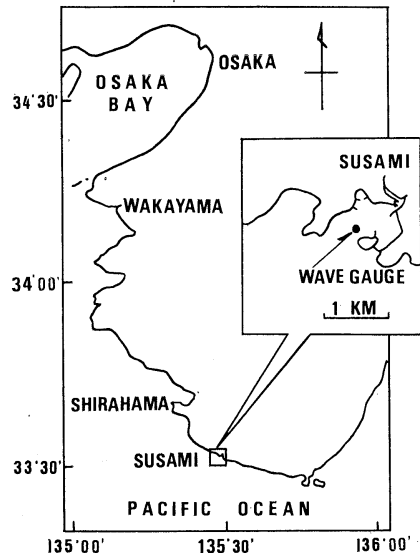 OSAKA
OSAKA
BAY
34°30'
SUSAMI
WAKAYAMA
WAVE GAUGE
34°00'
1 KM
SHIRAHAMA
SUSAMI
33°30'
PACIFIC OCEAN
135°00'
135°30'
136°00'